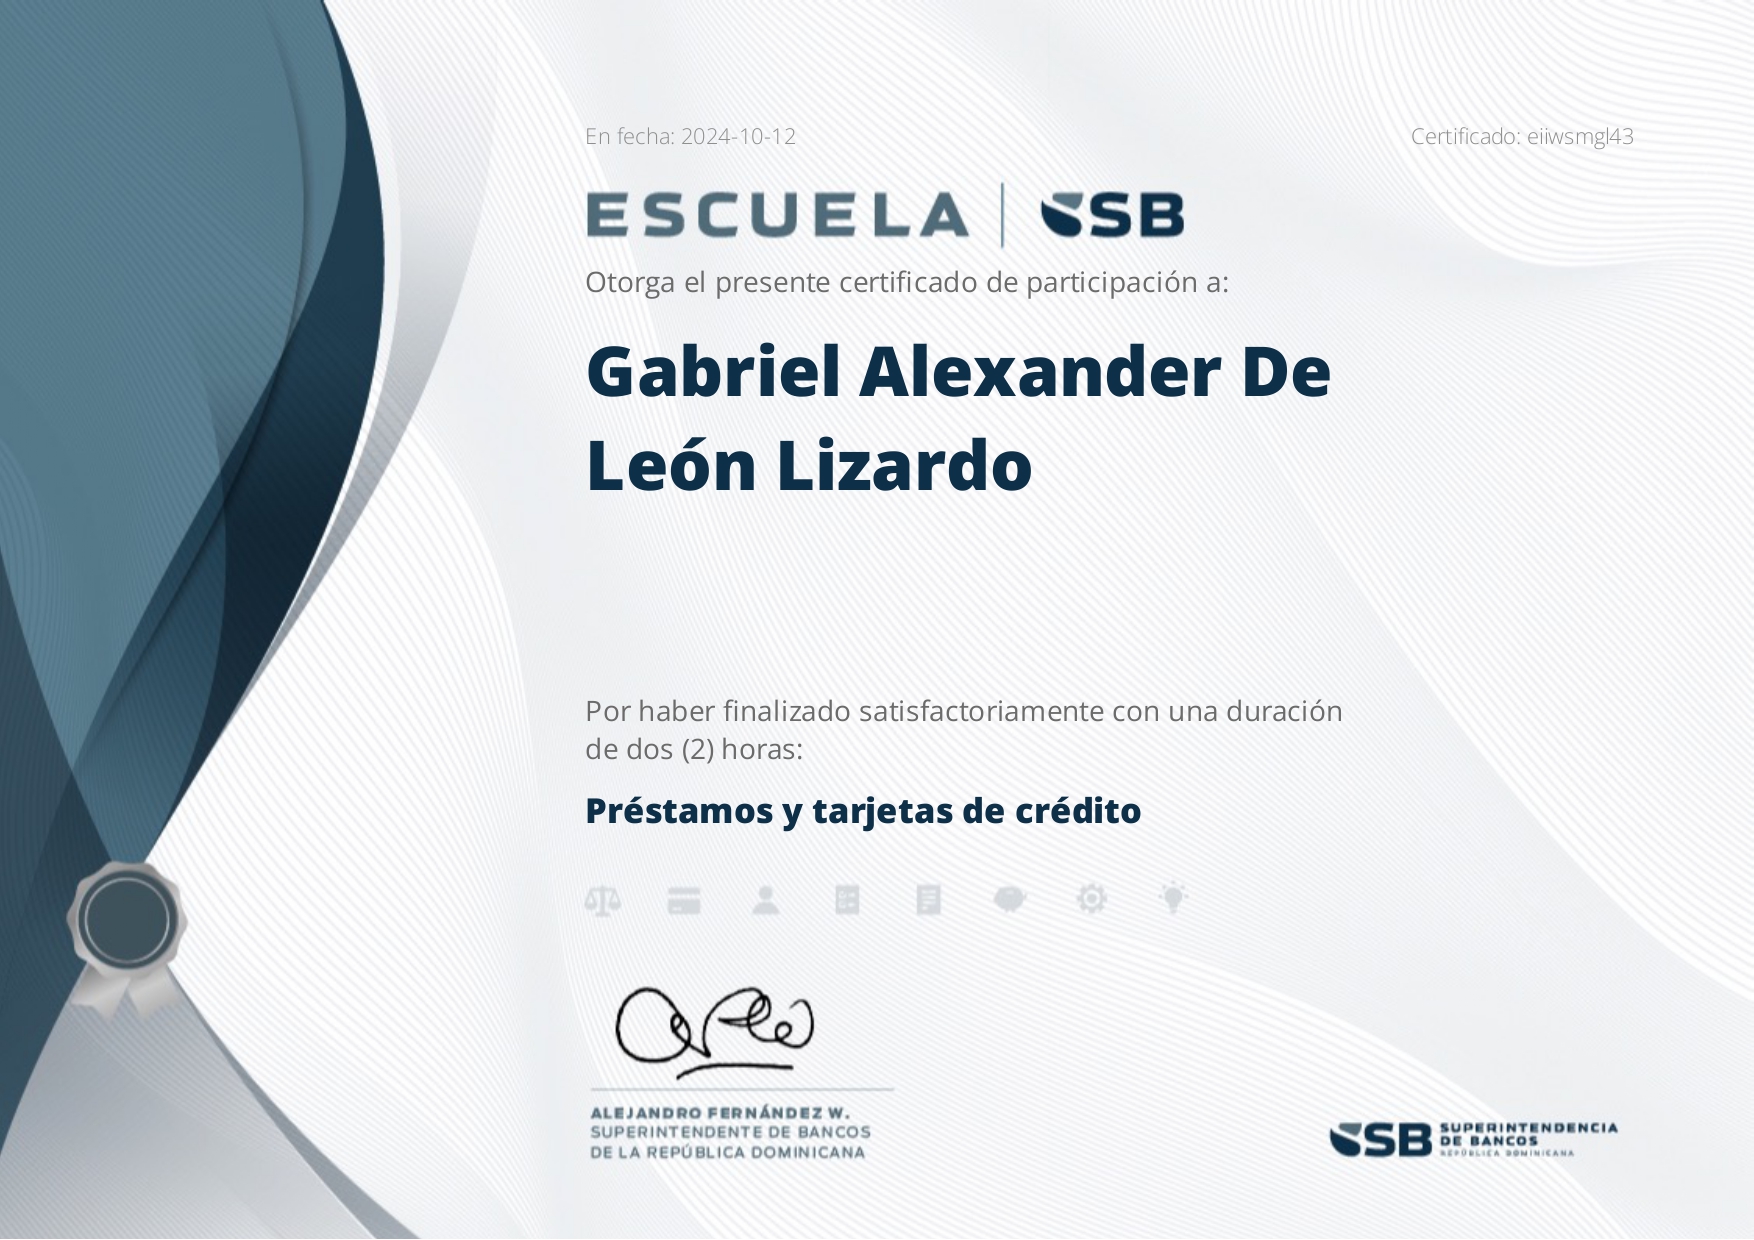 En fecha: 2024-10-12
Certificado: eiiwsmgl43
ESCUELA SB
Otorga el presente certificado de participación a:
Gabriel Alexander De
León Lizardo
Por haber finalizado satisfactoriamente con una duración
de dos (2) horas:
Préstamos y tarjetas de crédito
ALEJANDRO FERNÁNDEZ W.
SUPERINTENDENTE DE BANCOS
DE LA REPÚBLICA DOMINICANA
SB SUPERINTENDENCIA
DE BANCOS
REPÚBLICA DOMINICANA